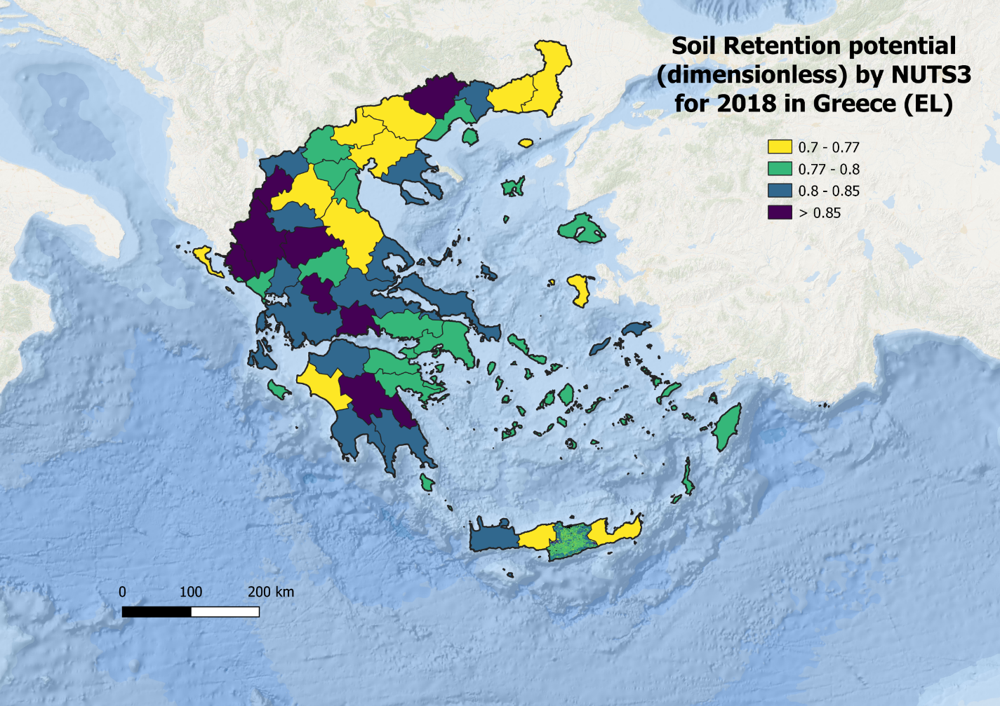 Soil Retention potential
(dimensionless) by NUTS3
for 2018 in Greece (EL)
0.7 - 0.77
0.77 - 0.8
0.8 - 0.85
> 0.85
0 100 200 km